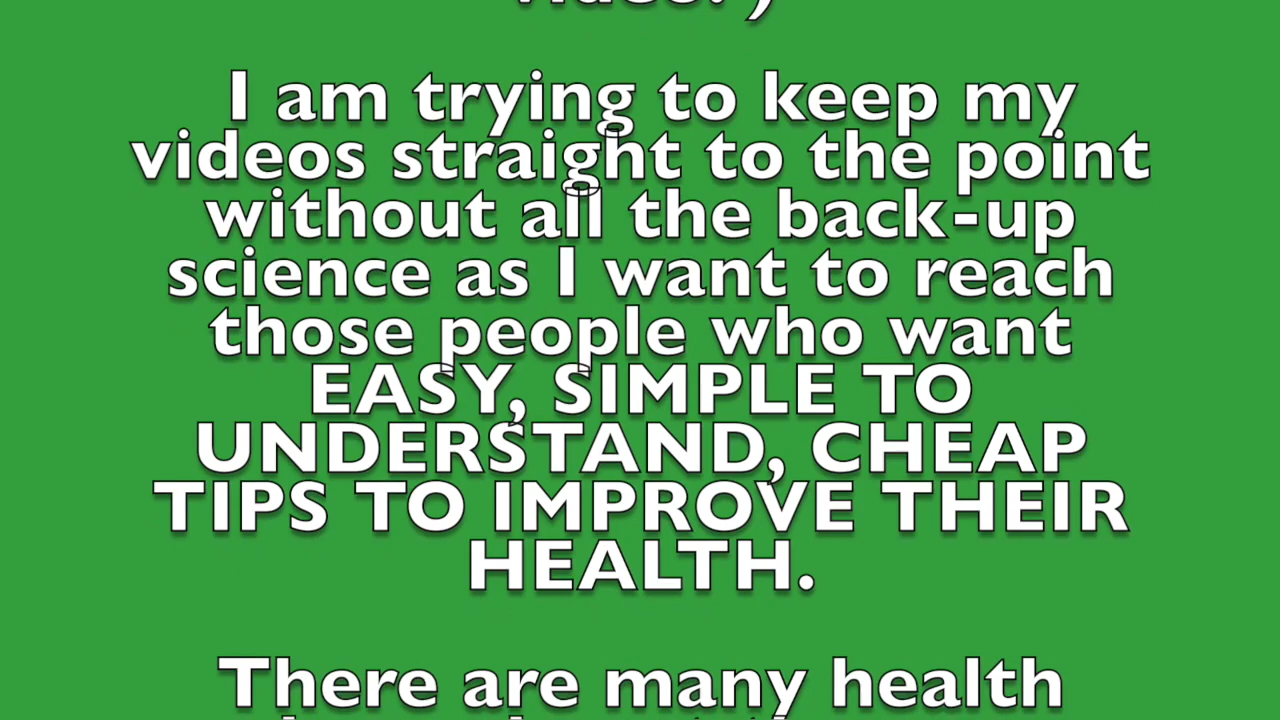 video. )
I am trying to keep my
videos straight to the point
without all the back-up
science as I want to reach
those people who want
EASY, SIMPLE TO
UNDERSTAND, CHEAP
TIPS TO IMPROVE THEIR
HEALTH.
There are many health